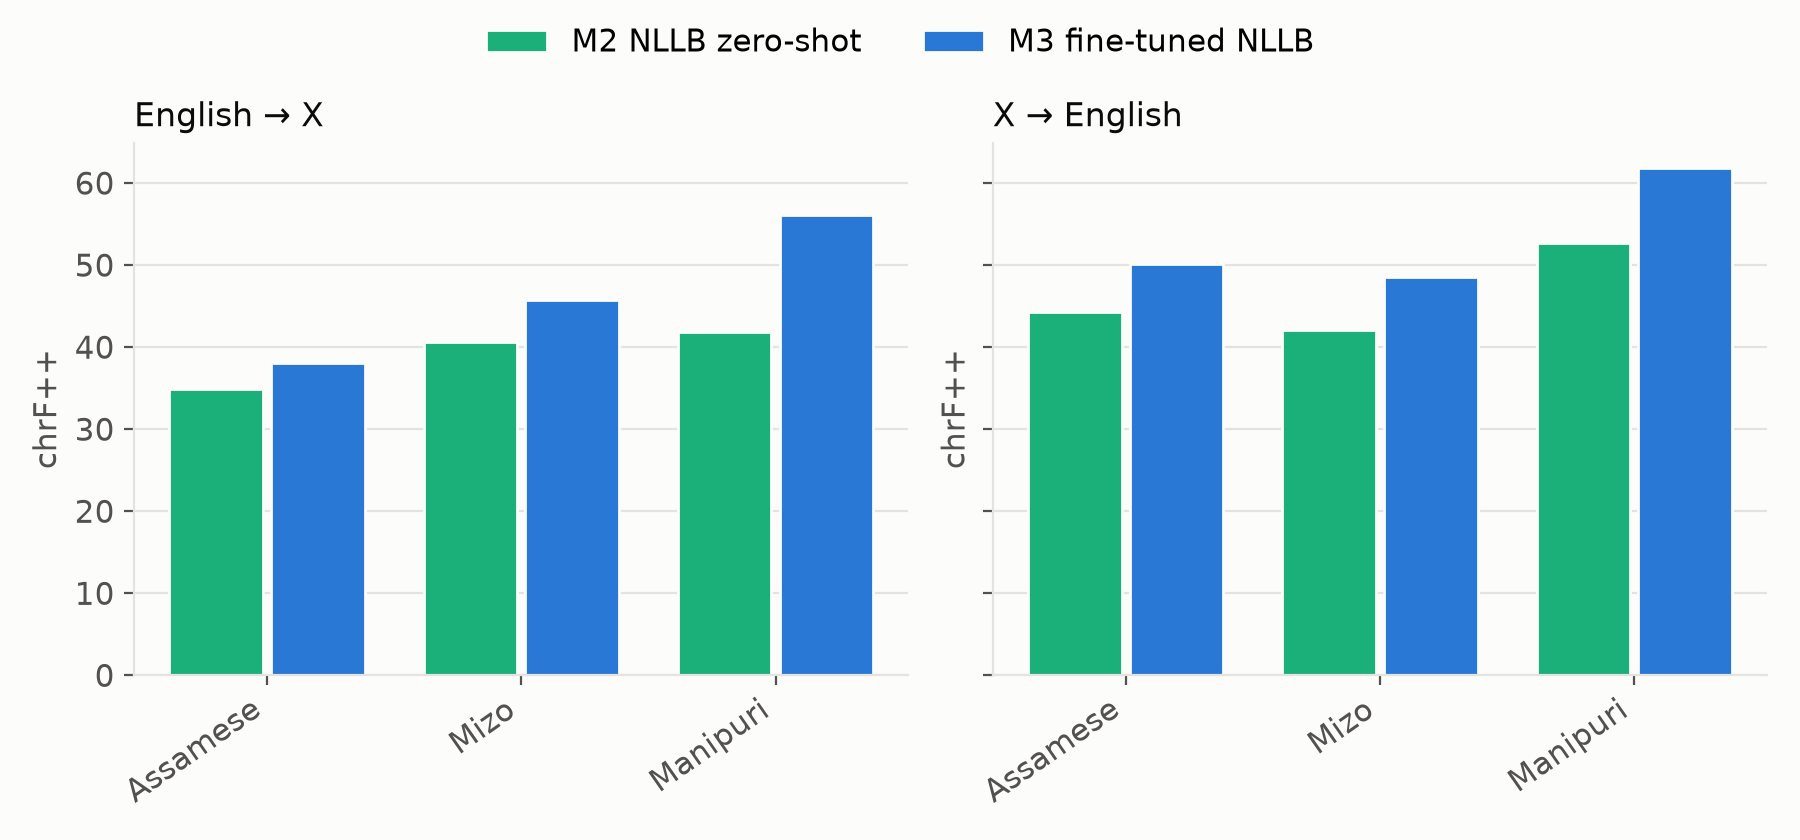 M2 NLLB zero-shot
M3 fine-tuned NLLB
English → X
chrF++
60
50
40
30
20
10
0
Assamese
Mizo
Manipuri
X → English
chrF++
Assamese
Mizo
Manipuri